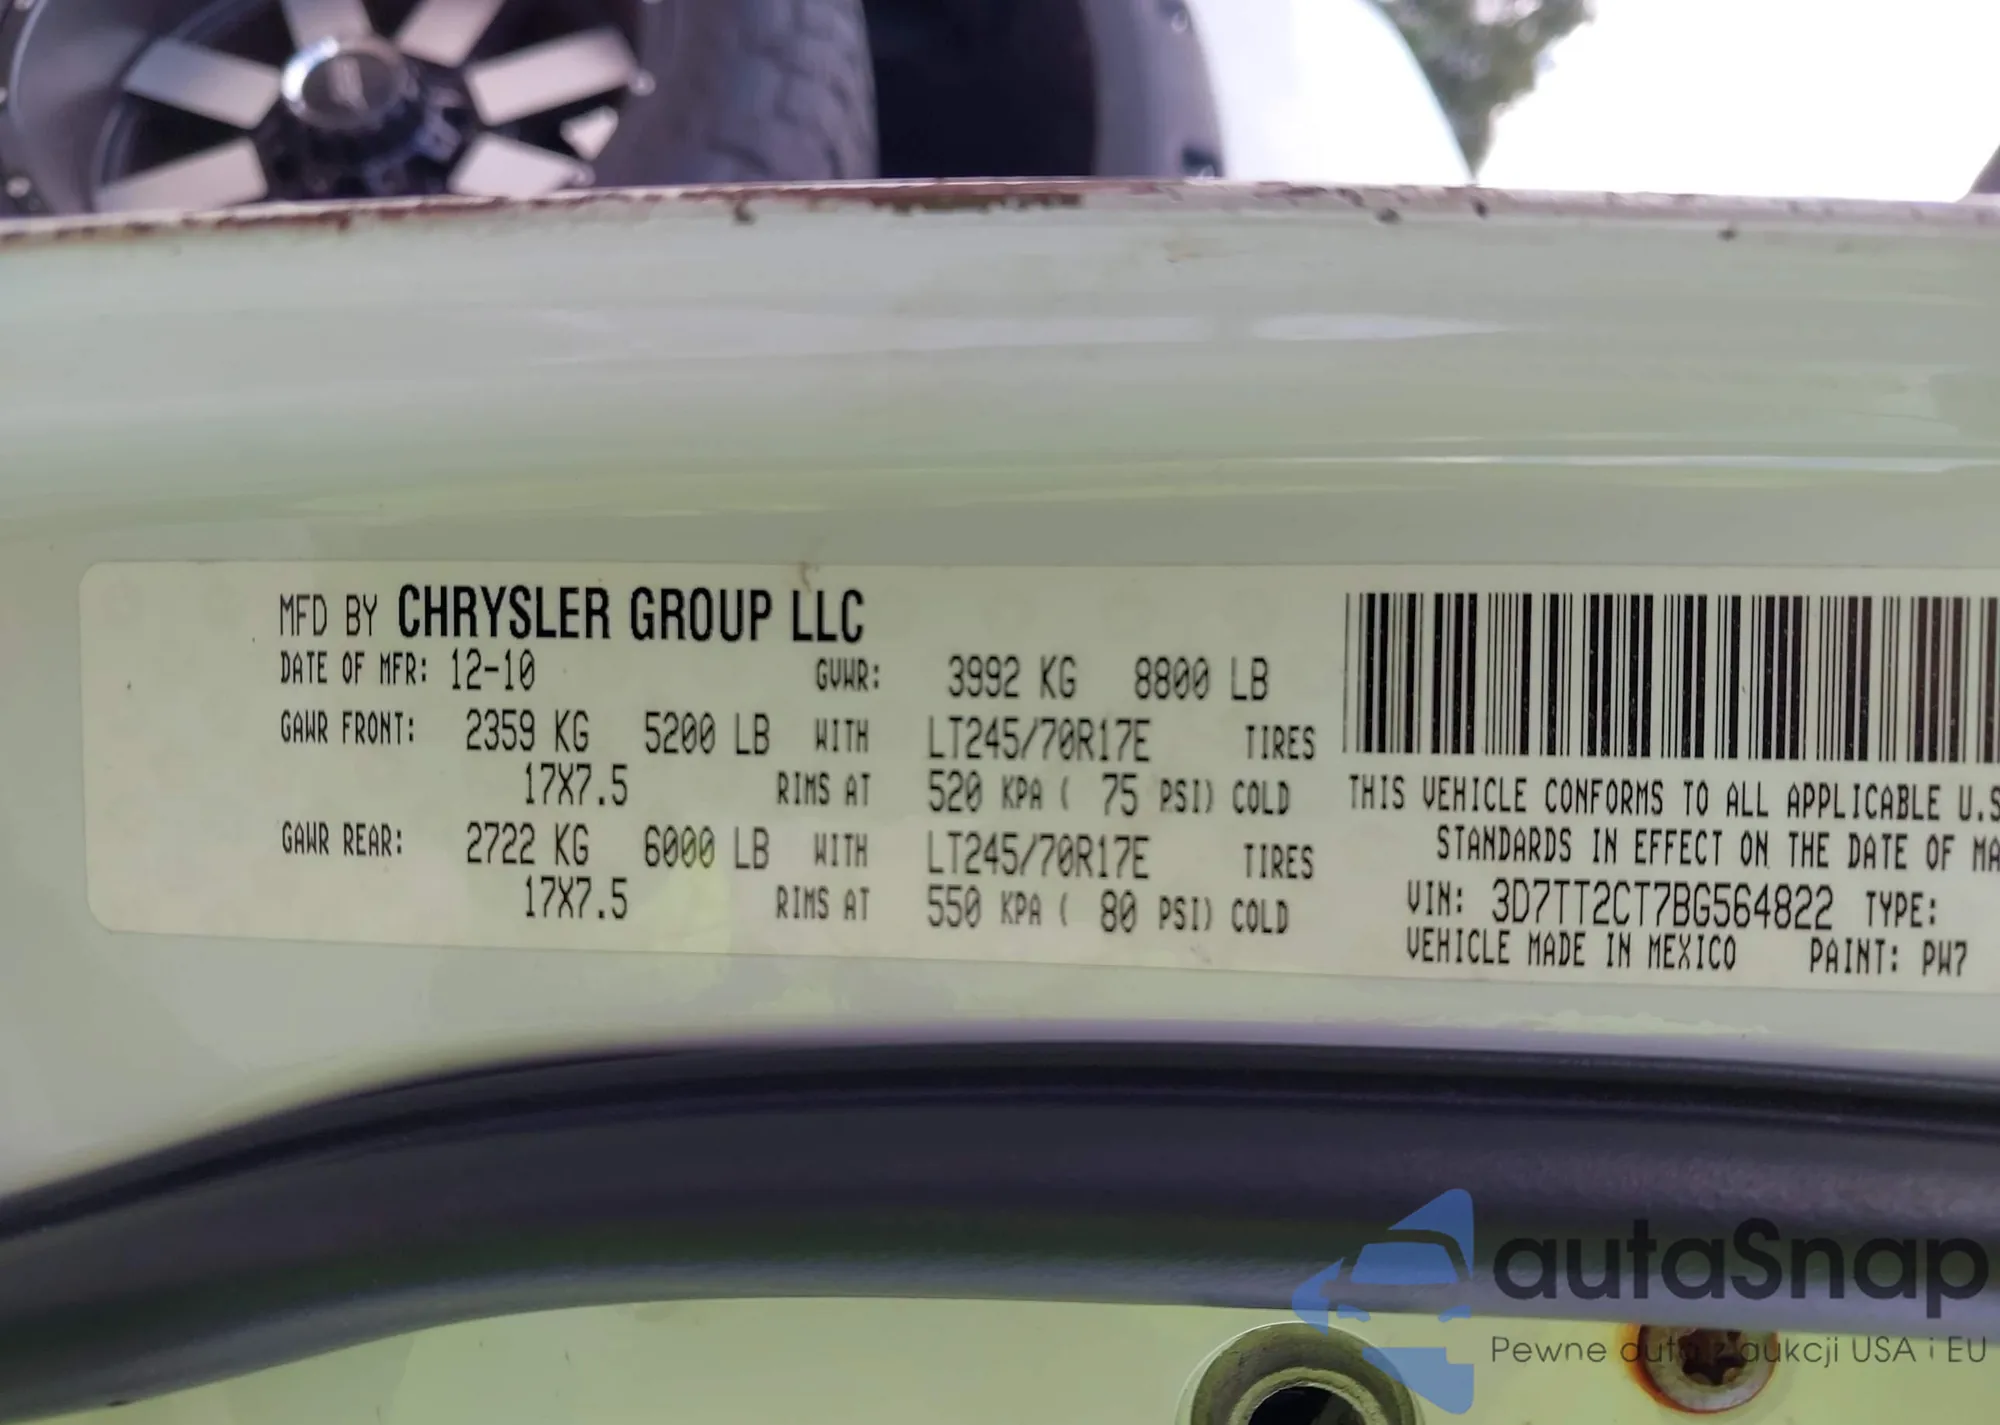 MFD BY CHRYSLER GROUP LLC
DATE OF MFR: 12-10 GVWR: 3992 KG 8800 LB
GAWR FRONT: 2359 KG 5200 LB WITH LT245/70R17E TIRES
17X7.5 RIMS AT 520 KPA ( 75 PSI) COLD
GAWR REAR: 2722 KG 6000 LB WITH LT245/70R17E TIRES
17X7.5 RIMS AT 550 KPA ( 80 PSI) COLD
THIS VEHICLE CONFORMS TO ALL APPLICABLE U.S
STANDARDS IN EFFECT ON THE DATE OF MA
VIN: 3D7TT2CT7BG564822 TYPE:
VEHICLE MADE IN MEXICO PAINT: PW7
autaSnap
Pewne auta z aukcji USA i EU